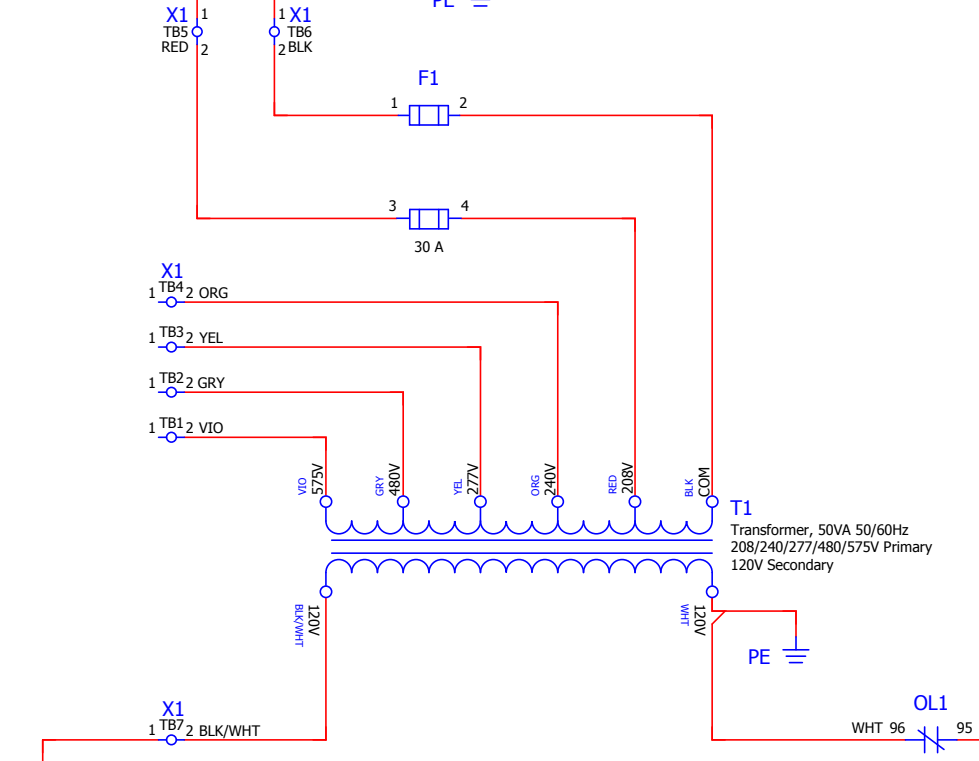 PE
X1 1
TB5
RED 2
1 X1
TB6
2 BLK
F1
1 2
3 4
30 A
X1
1 TB4 2 ORG
1 TB3 2 YEL
1 TB2 2 GRY
1 TB1 2 VIO
VIO 575V
GRY 480V
YEL 277V
ORG 240V
RED 208V
BLK COM
T1
Transformer, 50VA 50/60Hz
208/240/277/480/575V Primary
120V Secondary
BLK/WHT 120V
WHT 120V
PE
X1
1 TB7 2 BLK/WHT
OL1
WHT 96 95